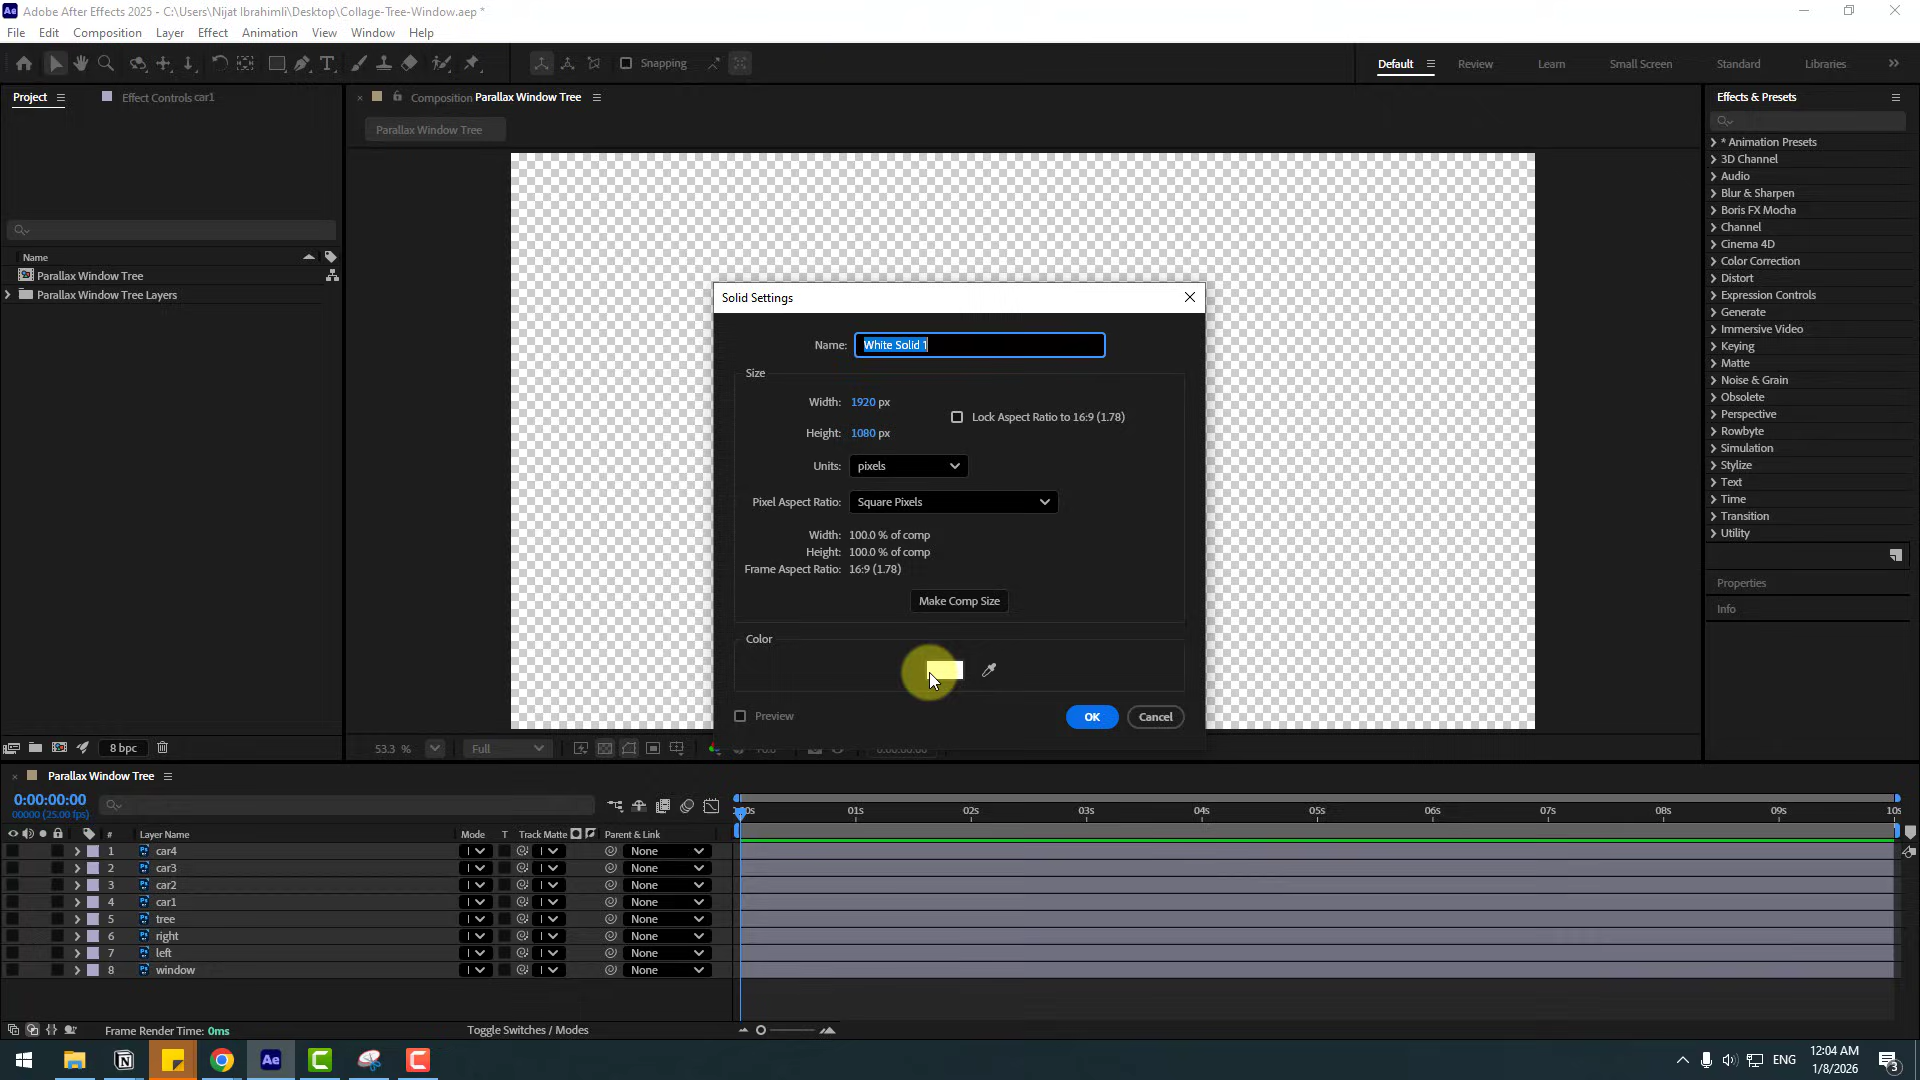 Adobe After Effects 2025 - C:\Users\Nijat Ibrahimli\Desktop\Collage-Tree-Window.aep *
File Edit Composition Layer Effect Animation View Window Help
Snapping
Default Review Learn Small Screen Standard Libraries
Project Effect Controls car1
Composition Parallax Window Tree
Effects & Presets
Parallax Window Tree
* Animation Presets
3D Channel
Audio
Blur & Sharpen
Boris FX Mocha
Channel
Cinema 4D
Color Correction
Distort
Expression Controls
Generate
Immersive Video
Keying
Matte
Noise & Grain
Obsolete
Perspective
Rowbyte
Simulation
Stylize
Text
Time
Transition
Utility
Properties
Info
Name
Parallax Window Tree
Parallax Window Tree Layers
8 bpc
Solid Settings
Name: White Solid 1
Size
Width: 1920 px
Lock Aspect Ratio to 16:9 (1.78)
Height: 1080 px
Units: pixels
Pixel Aspect Ratio: Square Pixels
Width: 100.0 % of comp
Height: 100.0 % of comp
Frame Aspect Ratio: 16:9 (1.78)
Make Comp Size
Color
Preview OK Cancel
53.3 % Full
Parallax Window Tree
0:00:00:00
00000 (25.00 fps)
01s 02s 03s 04s 05s 06s 07s 08s 09s 10s
# Layer Name Mode T Track Matte Parent & Link
1 car4 None
2 car3 None
3 car2 None
4 car1 None
5 tree None
6 right None
7 left None
8 window None
Frame Render Time: 0ms Toggle Switches / Modes
Ae
ENG
12:04 AM
1/8/2026
3